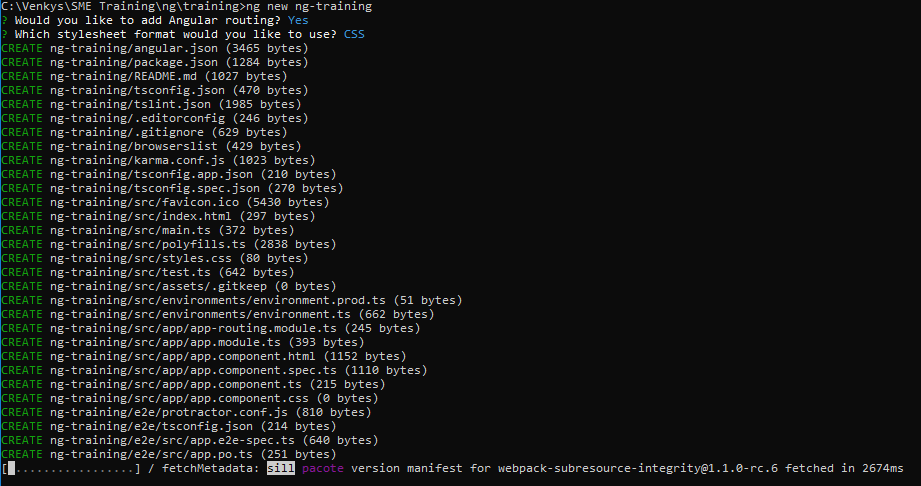 C:\Venkys\SME Training\ng\training>ng new ng-training
? Would you like to add Angular routing? Yes
? Which stylesheet format would you like to use? CSS
CREATE ng-training/angular.json (3465 bytes)
CREATE ng-training/package.json (1284 bytes)
CREATE ng-training/README.md (1027 bytes)
CREATE ng-training/tsconfig.json (470 bytes)
CREATE ng-training/tslint.json (1985 bytes)
CREATE ng-training/.editorconfig (246 bytes)
CREATE ng-training/.gitignore (629 bytes)
CREATE ng-training/browserslist (429 bytes)
CREATE ng-training/karma.conf.js (1023 bytes)
CREATE ng-training/tsconfig.app.json (210 bytes)
CREATE ng-training/tsconfig.spec.json (270 bytes)
CREATE ng-training/src/favicon.ico (5430 bytes)
CREATE ng-training/src/index.html (297 bytes)
CREATE ng-training/src/main.ts (372 bytes)
CREATE ng-training/src/polyfills.ts (2838 bytes)
CREATE ng-training/src/styles.css (80 bytes)
CREATE ng-training/src/test.ts (642 bytes)
CREATE ng-training/src/assets/.gitkeep (0 bytes)
CREATE ng-training/src/environments/environment.prod.ts (51 bytes)
CREATE ng-training/src/environments/environment.ts (662 bytes)
CREATE ng-training/src/app/app-routing.module.ts (245 bytes)
CREATE ng-training/src/app/app.module.ts (393 bytes)
CREATE ng-training/src/app/app.component.html (1152 bytes)
CREATE ng-training/src/app/app.component.spec.ts (1110 bytes)
CREATE ng-training/src/app/app.component.ts (215 bytes)
CREATE ng-training/src/app/app.component.css (0 bytes)
CREATE ng-training/e2e/protractor.conf.js (810 bytes)
CREATE ng-training/e2e/tsconfig.json (214 bytes)
CREATE ng-training/e2e/src/app.e2e-spec.ts (640 bytes)
CREATE ng-training/e2e/src/app.po.ts (251 bytes)
[.................] / fetchMetadata: sill pacote version manifest for webpack-subresource-integrity@1.1.0-rc.6 fetched in 2674ms